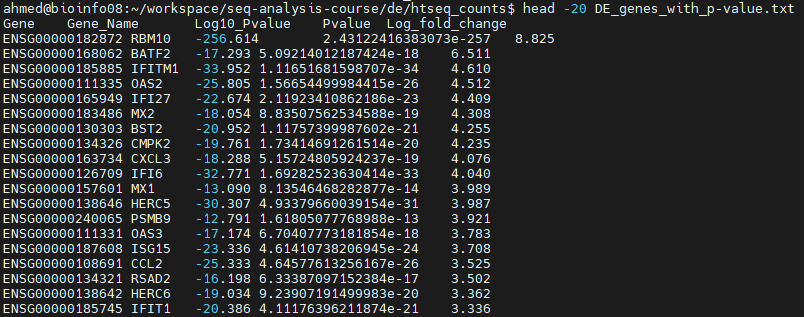 ahmed@bioinfo08:~/workspace/seq-analysis-course/de/htseq_counts$ head -20 DE_genes_with_p-value.txt
Gene Gene_Name Log10_Pvalue Pvalue Log_fold_change
ENSG00000182872 RBM10 -256.614 2.43122416383073e-257 8.825
ENSG00000168062 BATF2 -17.293 5.09214012187424e-18 6.511
ENSG00000185885 IFITM1 -33.952 1.11651681598707e-34 4.610
ENSG00000111335 OAS2 -25.805 1.56654499984415e-26 4.512
ENSG00000165949 IFI27 -22.674 2.11923410862186e-23 4.409
ENSG00000183486 MX2 -18.054 8.83507562534588e-19 4.308
ENSG00000130303 BST2 -20.952 1.11757399987602e-21 4.255
ENSG00000134326 CMPK2 -19.761 1.73414691261514e-20 4.235
ENSG00000163734 CXCL3 -18.288 5.15724805924237e-19 4.076
ENSG00000126709 IFI6 -32.771 1.69282523630414e-33 4.040
ENSG00000157601 MX1 -13.090 8.13546468282877e-14 3.989
ENSG00000138646 HERC5 -30.307 4.93379660039154e-31 3.987
ENSG00000240065 PSMB9 -12.791 1.61805077768988e-13 3.921
ENSG00000111331 OAS3 -17.174 6.70407773181854e-18 3.783
ENSG00000187608 ISG15 -23.336 4.61410738206945e-24 3.708
ENSG00000108691 CCL2 -25.333 4.64577561256167e-26 3.525
ENSG00000134321 RSAD2 -16.198 6.33387097152384e-17 3.502
ENSG00000138642 HERC6 -19.034 9.23907191499983e-20 3.362
ENSG00000185745 IFIT1 -20.386 4.11176396211874e-21 3.336